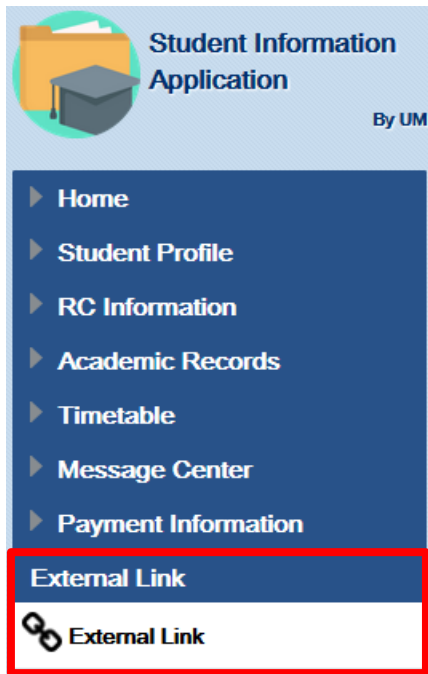 Student Information
Application
By UM
Home
Student Profile
RC Information
Academic Records
Timetable
Message Center
Payment Information
External Link
External Link